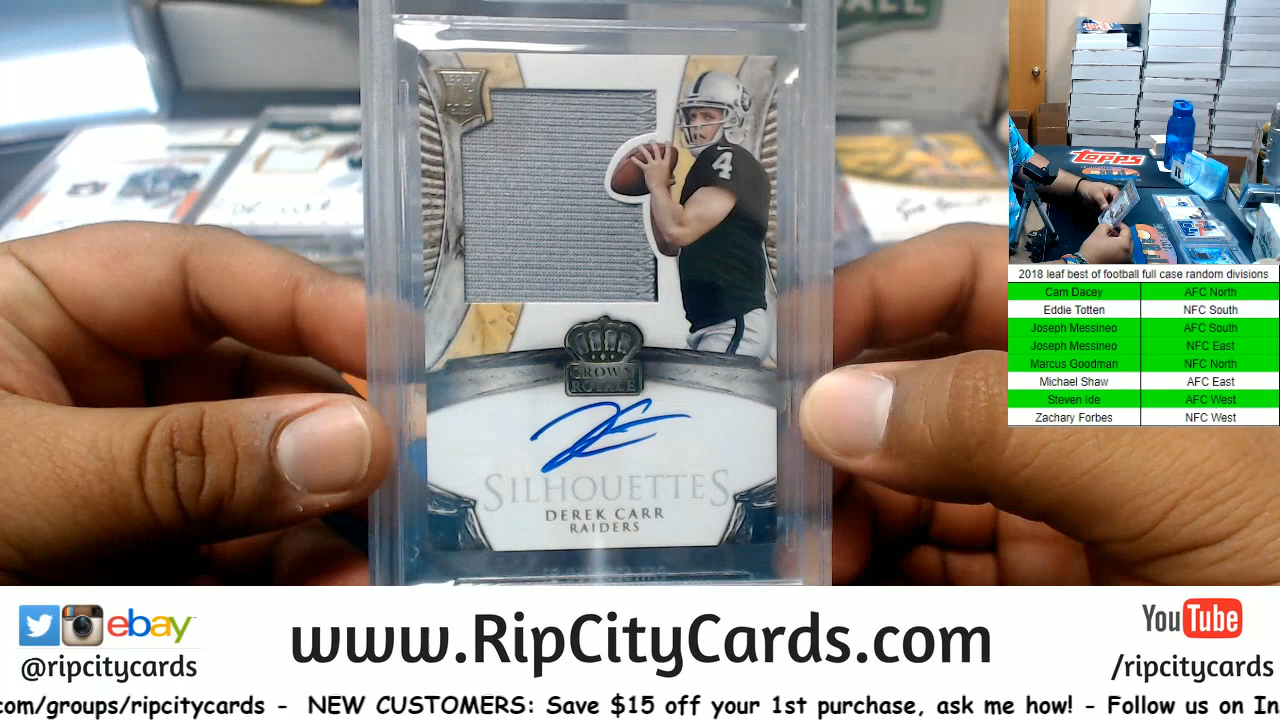 4
CROWN
ROYALE
SILHOUETTES
DEREK CARR
RAIDERS
topps
2018 leaf best of football full case random divisions
Cam Dacey AFC North
Eddie Totten NFC South
Joseph Messineo AFC South
Joseph Messineo NFC East
Marcus Goodman NFC North
Michael Shaw AFC East
Steven Ide AFC West
Zachary Forbes NFC West
ebay
@ripcitycards
www.RipCityCards.com
YouTube
/ripcitycards
com/groups/ripcitycards - NEW CUSTOMERS: Save $15 off your 1st purchase, ask me how! - Follow us on In